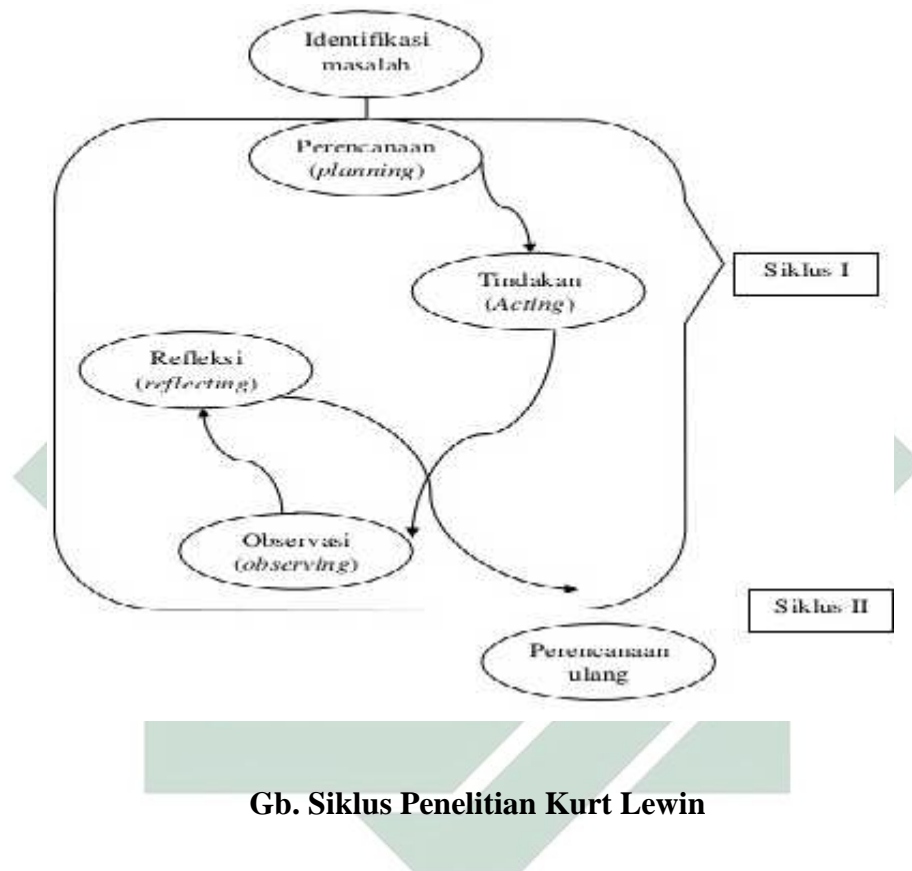 Identifikasi
masalah
Perencanaan
(planning)
Tindakan
(Acting)
Siklus I
Refleksi
(reflecting)
Observasi
(observing)
Siklus II
Perencanaan
ulang
Gb. Siklus Penelitian Kurt Lewin